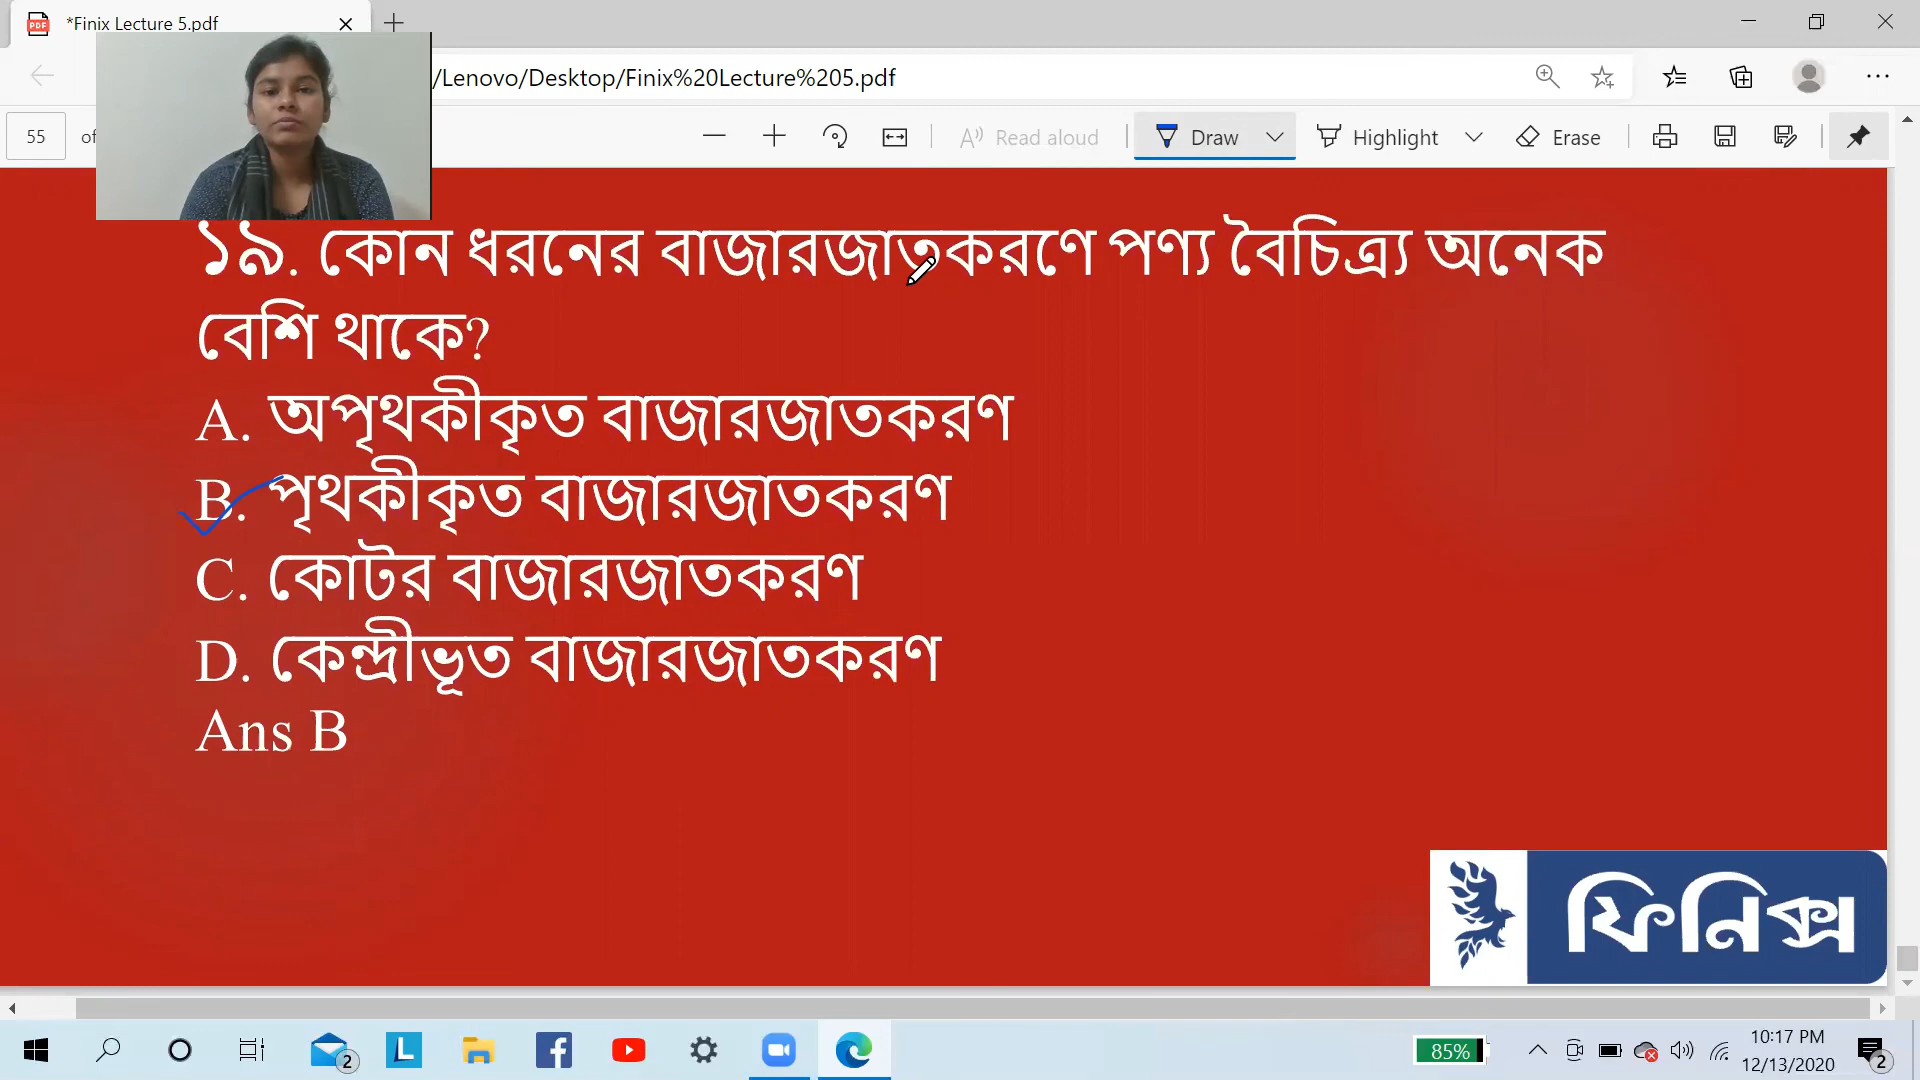 *Finix Lecture 5.pdf
/Lenovo/Desktop/Finix%20Lecture%205.pdf
55 of
Read aloud Draw Highlight Erase
১৯. কোন ধরনের বাজারজাতকরণে পণ্য বৈচিত্র্য অনেক
বেশি থাকে?
A. অপৃথকীকৃত বাজারজাতকরণ
B. পৃথকীকৃত বাজারজাতকরণ
C. কোটর বাজারজাতকরণ
D. কেন্দ্রীভূত বাজারজাতকরণ
Ans B
ফিনিক্স
2
L
85%
10:17 PM
12/13/2020
2